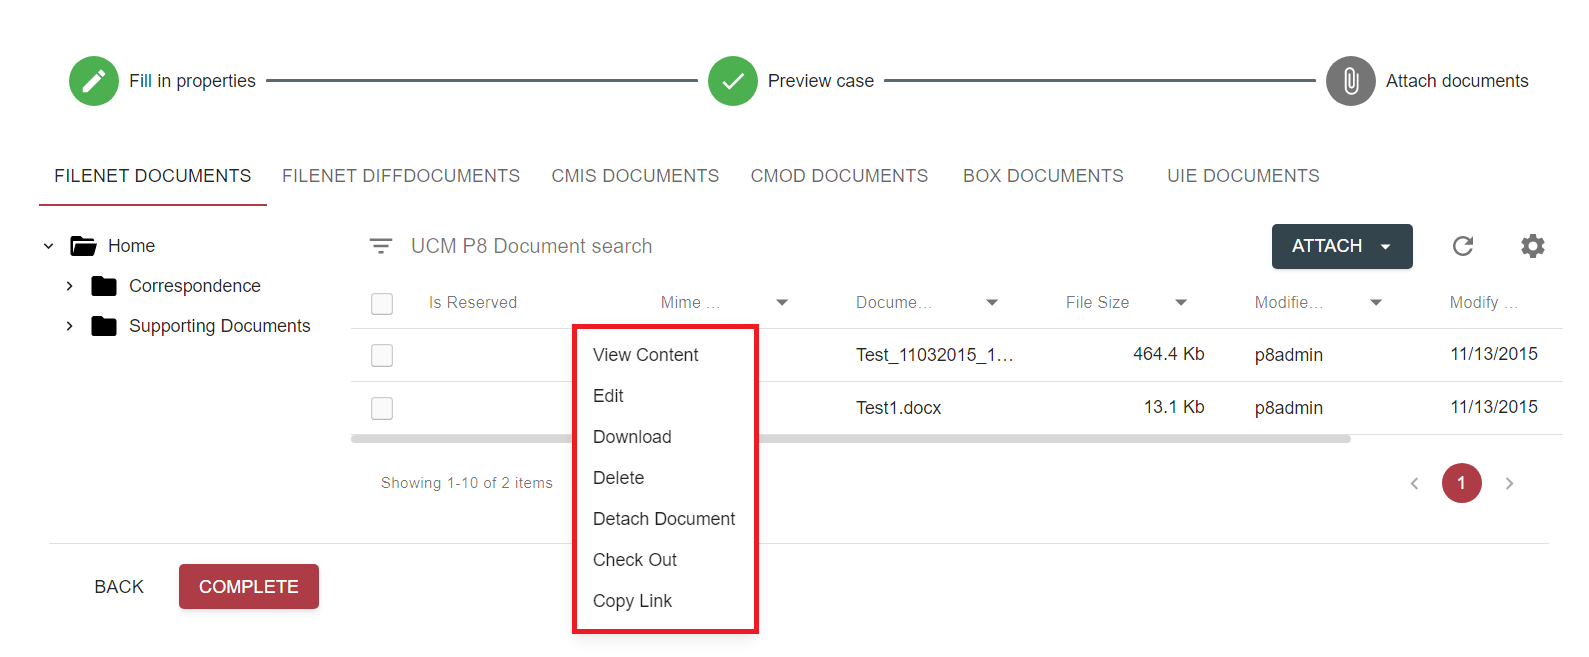 Fill in properties Preview case Attach documents
FILENET DOCUMENTS FILENET DIFFDOCUMENTS CMIS DOCUMENTS CMOD DOCUMENTS BOX DOCUMENTS UIE DOCUMENTS
Home UCM P8 Document search ATTACH
Correspondence
Supporting Documents
Is Reserved Mime ... Docume... File Size Modifie... Modify ...
Test_11032015_1... 464.4 Kb p8admin 11/13/2015
Test1.docx 13.1 Kb p8admin 11/13/2015
View Content
Edit
Download
Delete
Detach Document
Check Out
Copy Link
Showing 1-10 of 2 items 1
BACK COMPLETE